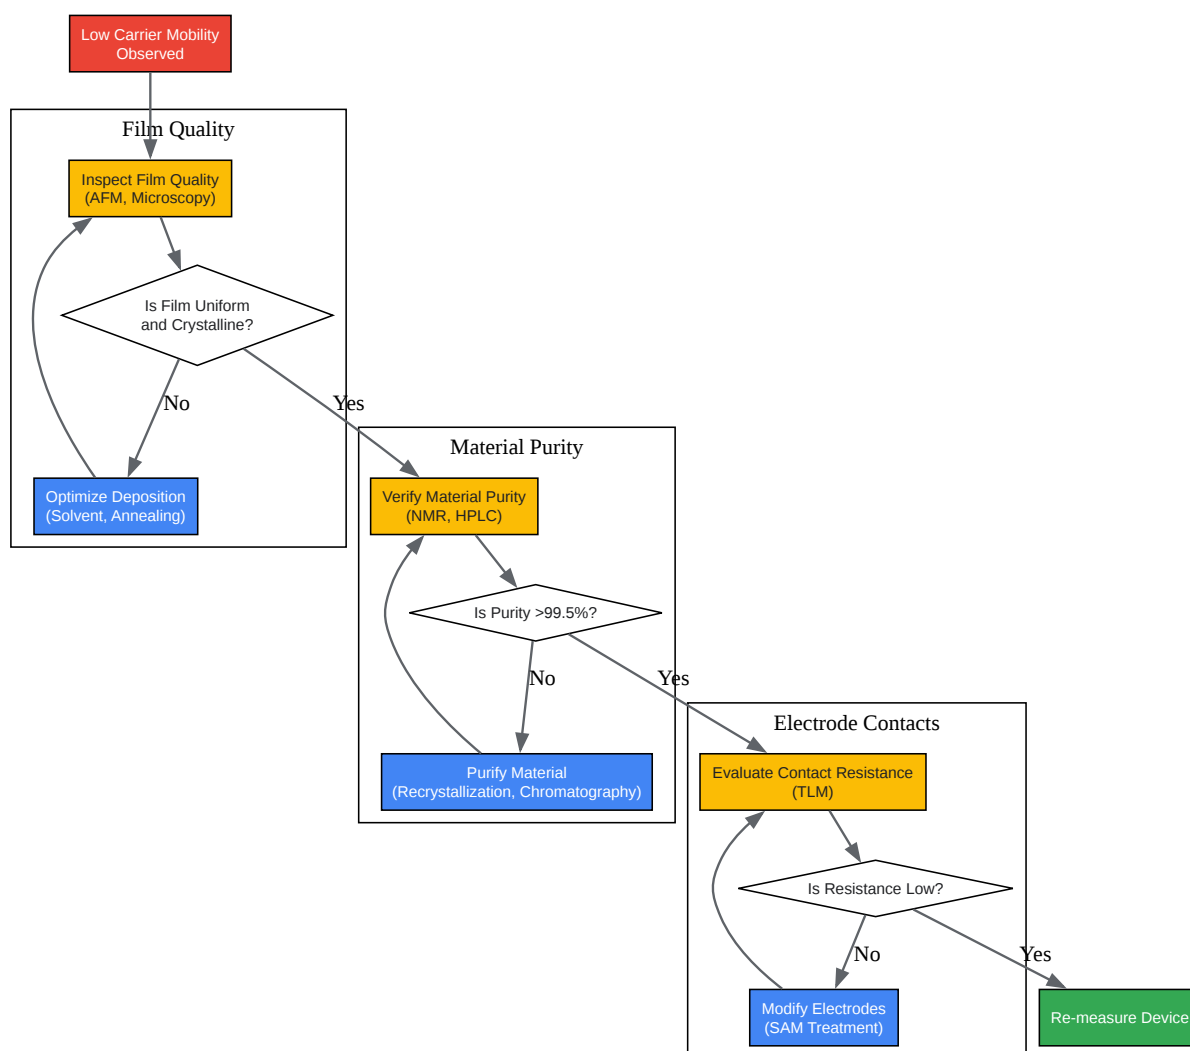 Low Carrier Mobility
Observed
Film Quality
Inspect Film Quality
(AFM, Microscopy)
Is Film Uniform
and Crystalline?
No
Yes
Optimize Deposition
(Solvent, Annealing)
Material Purity
Verify Material Purity
(NMR, HPLC)
Is Purity >99.5%?
No
Yes
Purify Material
(Recrystallization, Chromatography)
Electrode Contacts
Evaluate Contact Resistance
(TLM)
Is Resistance Low?
No
Yes
Modify Electrodes
(SAM Treatment)
Re-measure Device